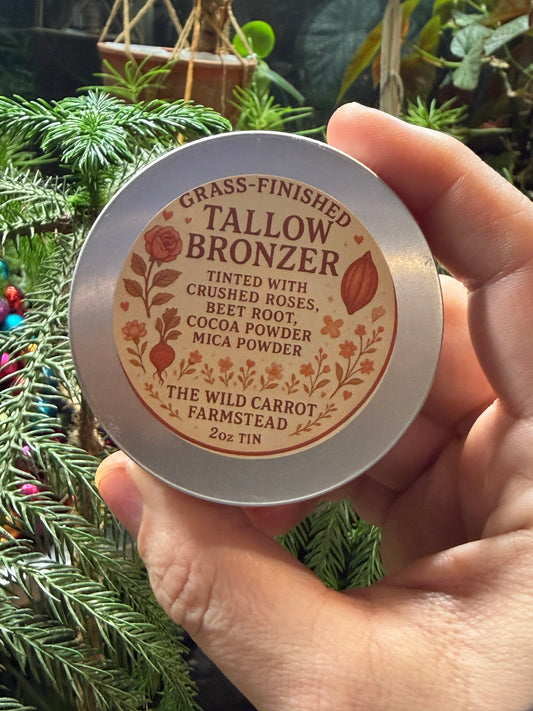 GRASS-FINISHED
TALLOW
BRONZER
TINTED WITH
CRUSHED ROSES,
BEET ROOT,
COCOA POWDER
MICA POWDER
THE WILD CARROT
FARMSTEAD
2oz TIN